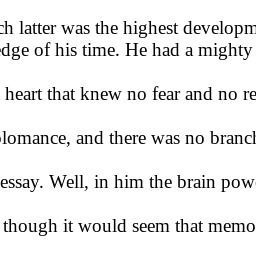 ch latter was the highest developm
edge of his time. He had a mighty
heart that knew no fear and no re
olomance, and there was no branch
essay. Well, in him the brain pow
though it would seem that memo